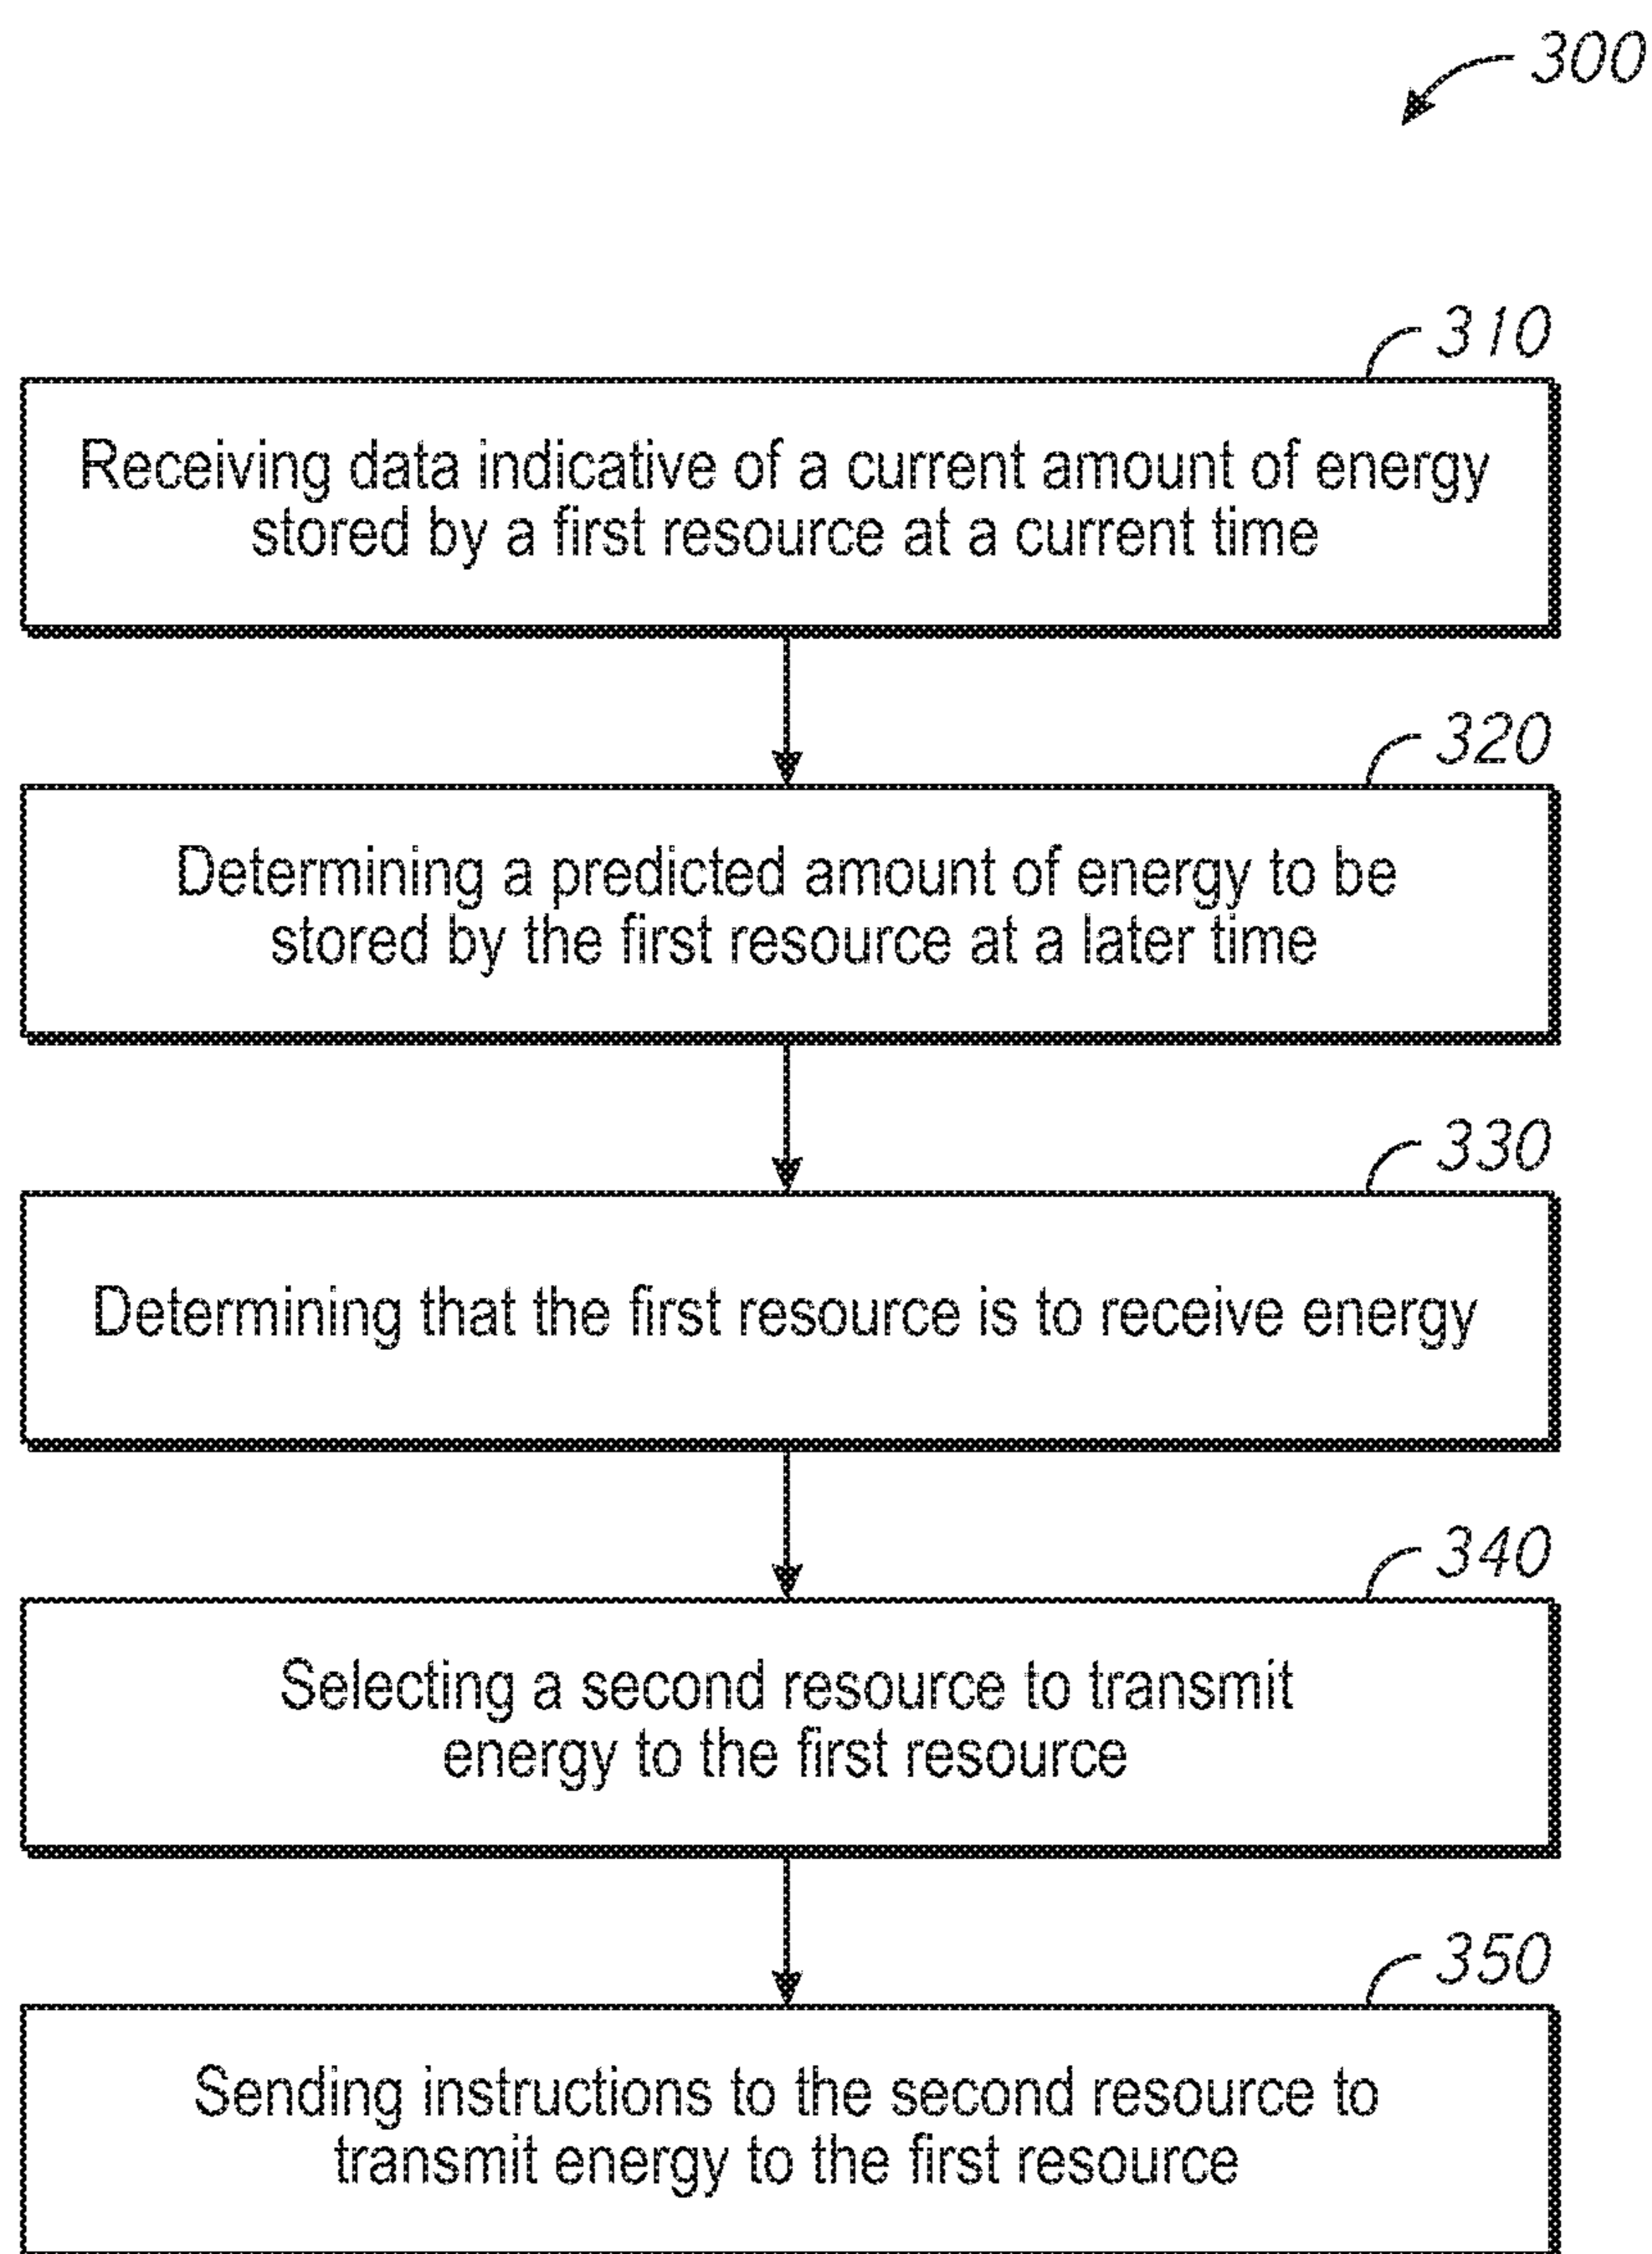 300
310
Receiving data indicative of a current amount of energy
stored by a first resource at a current time
320
Determining a predicted amount of energy to be
stored by the first resource at a later time
330
Determining that the first resource is to receive energy
340
Selecting a second resource to transmit
energy to the first resource
350
Sending instructions to the second resource to
transmit energy to the first resource